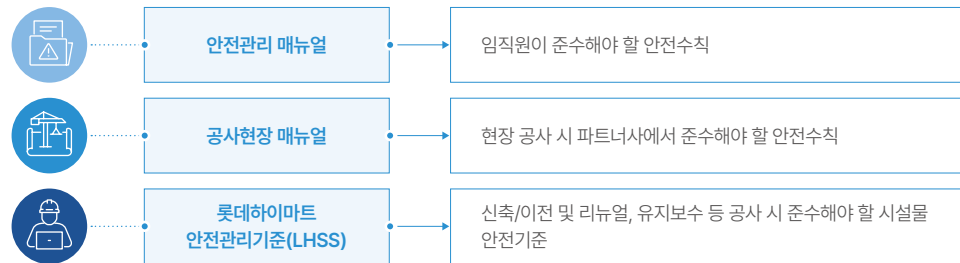 안전관리 매뉴얼
임직원이 준수해야 할 안전수칙
공사현장 매뉴얼
현장 공사 시 파트너사에서 준수해야 할 안전수칙
롯데하이마트
안전관리기준(LHSS)
신축/이전 및 리뉴얼, 유지보수 등 공사 시 준수해야 할 시설물
안전기준